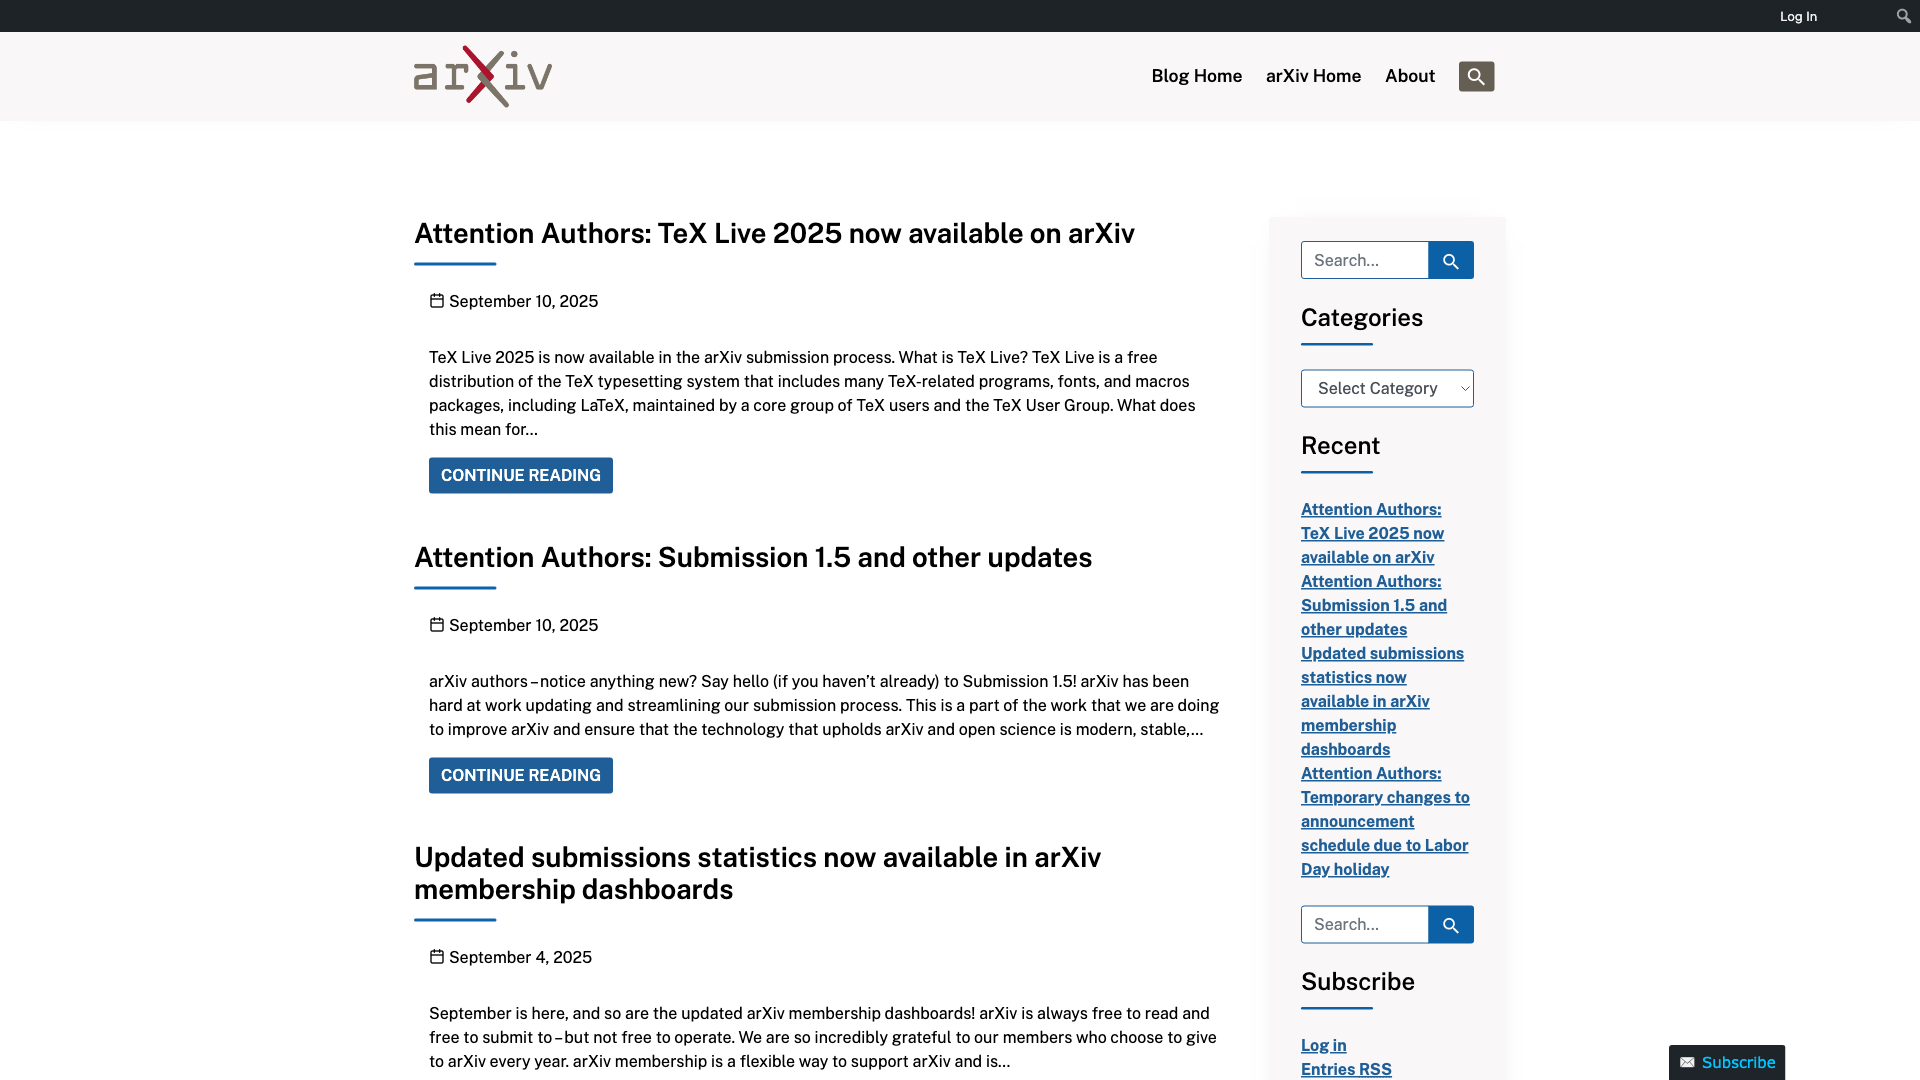 Log In
arXiv
Blog Home
arXiv Home
About
Attention Authors: TeX Live 2025 now available on arXiv
September 10, 2025
TeX Live 2025 is now available in the arXiv submission process. What is TeX Live? TeX Live is a free
distribution of the TeX typesetting system that includes many TeX-related programs, fonts, and macros
packages, including LaTeX, maintained by a core group of TeX users and the TeX User Group. What does
this mean for…
CONTINUE READING
Attention Authors: Submission 1.5 and other updates
September 10, 2025
arXiv authors – notice anything new? Say hello (if you haven’t already) to Submission 1.5! arXiv has been
hard at work updating and streamlining our submission process. This is a part of the work that we are doing
to improve arXiv and ensure that the technology that upholds arXiv and open science is modern, stable,…
CONTINUE READING
Updated submissions statistics now available in arXiv
membership dashboards
September 4, 2025
September is here, and so are the updated arXiv membership dashboards! arXiv is always free to read and
free to submit to – but not free to operate. We are so incredibly grateful to our members who choose to give
to arXiv every year. arXiv membership is a flexible way to support arXiv and is…
Search...
Categories
Select Category
Recent
Attention Authors:
TeX Live 2025 now
available on arXiv
Attention Authors:
Submission 1.5 and
other updates
Updated submissions
statistics now
available in arXiv
membership
dashboards
Attention Authors:
Temporary changes to
announcement
schedule due to Labor
Day holiday
Search...
Subscribe
Log in
Entries RSS
Subscribe